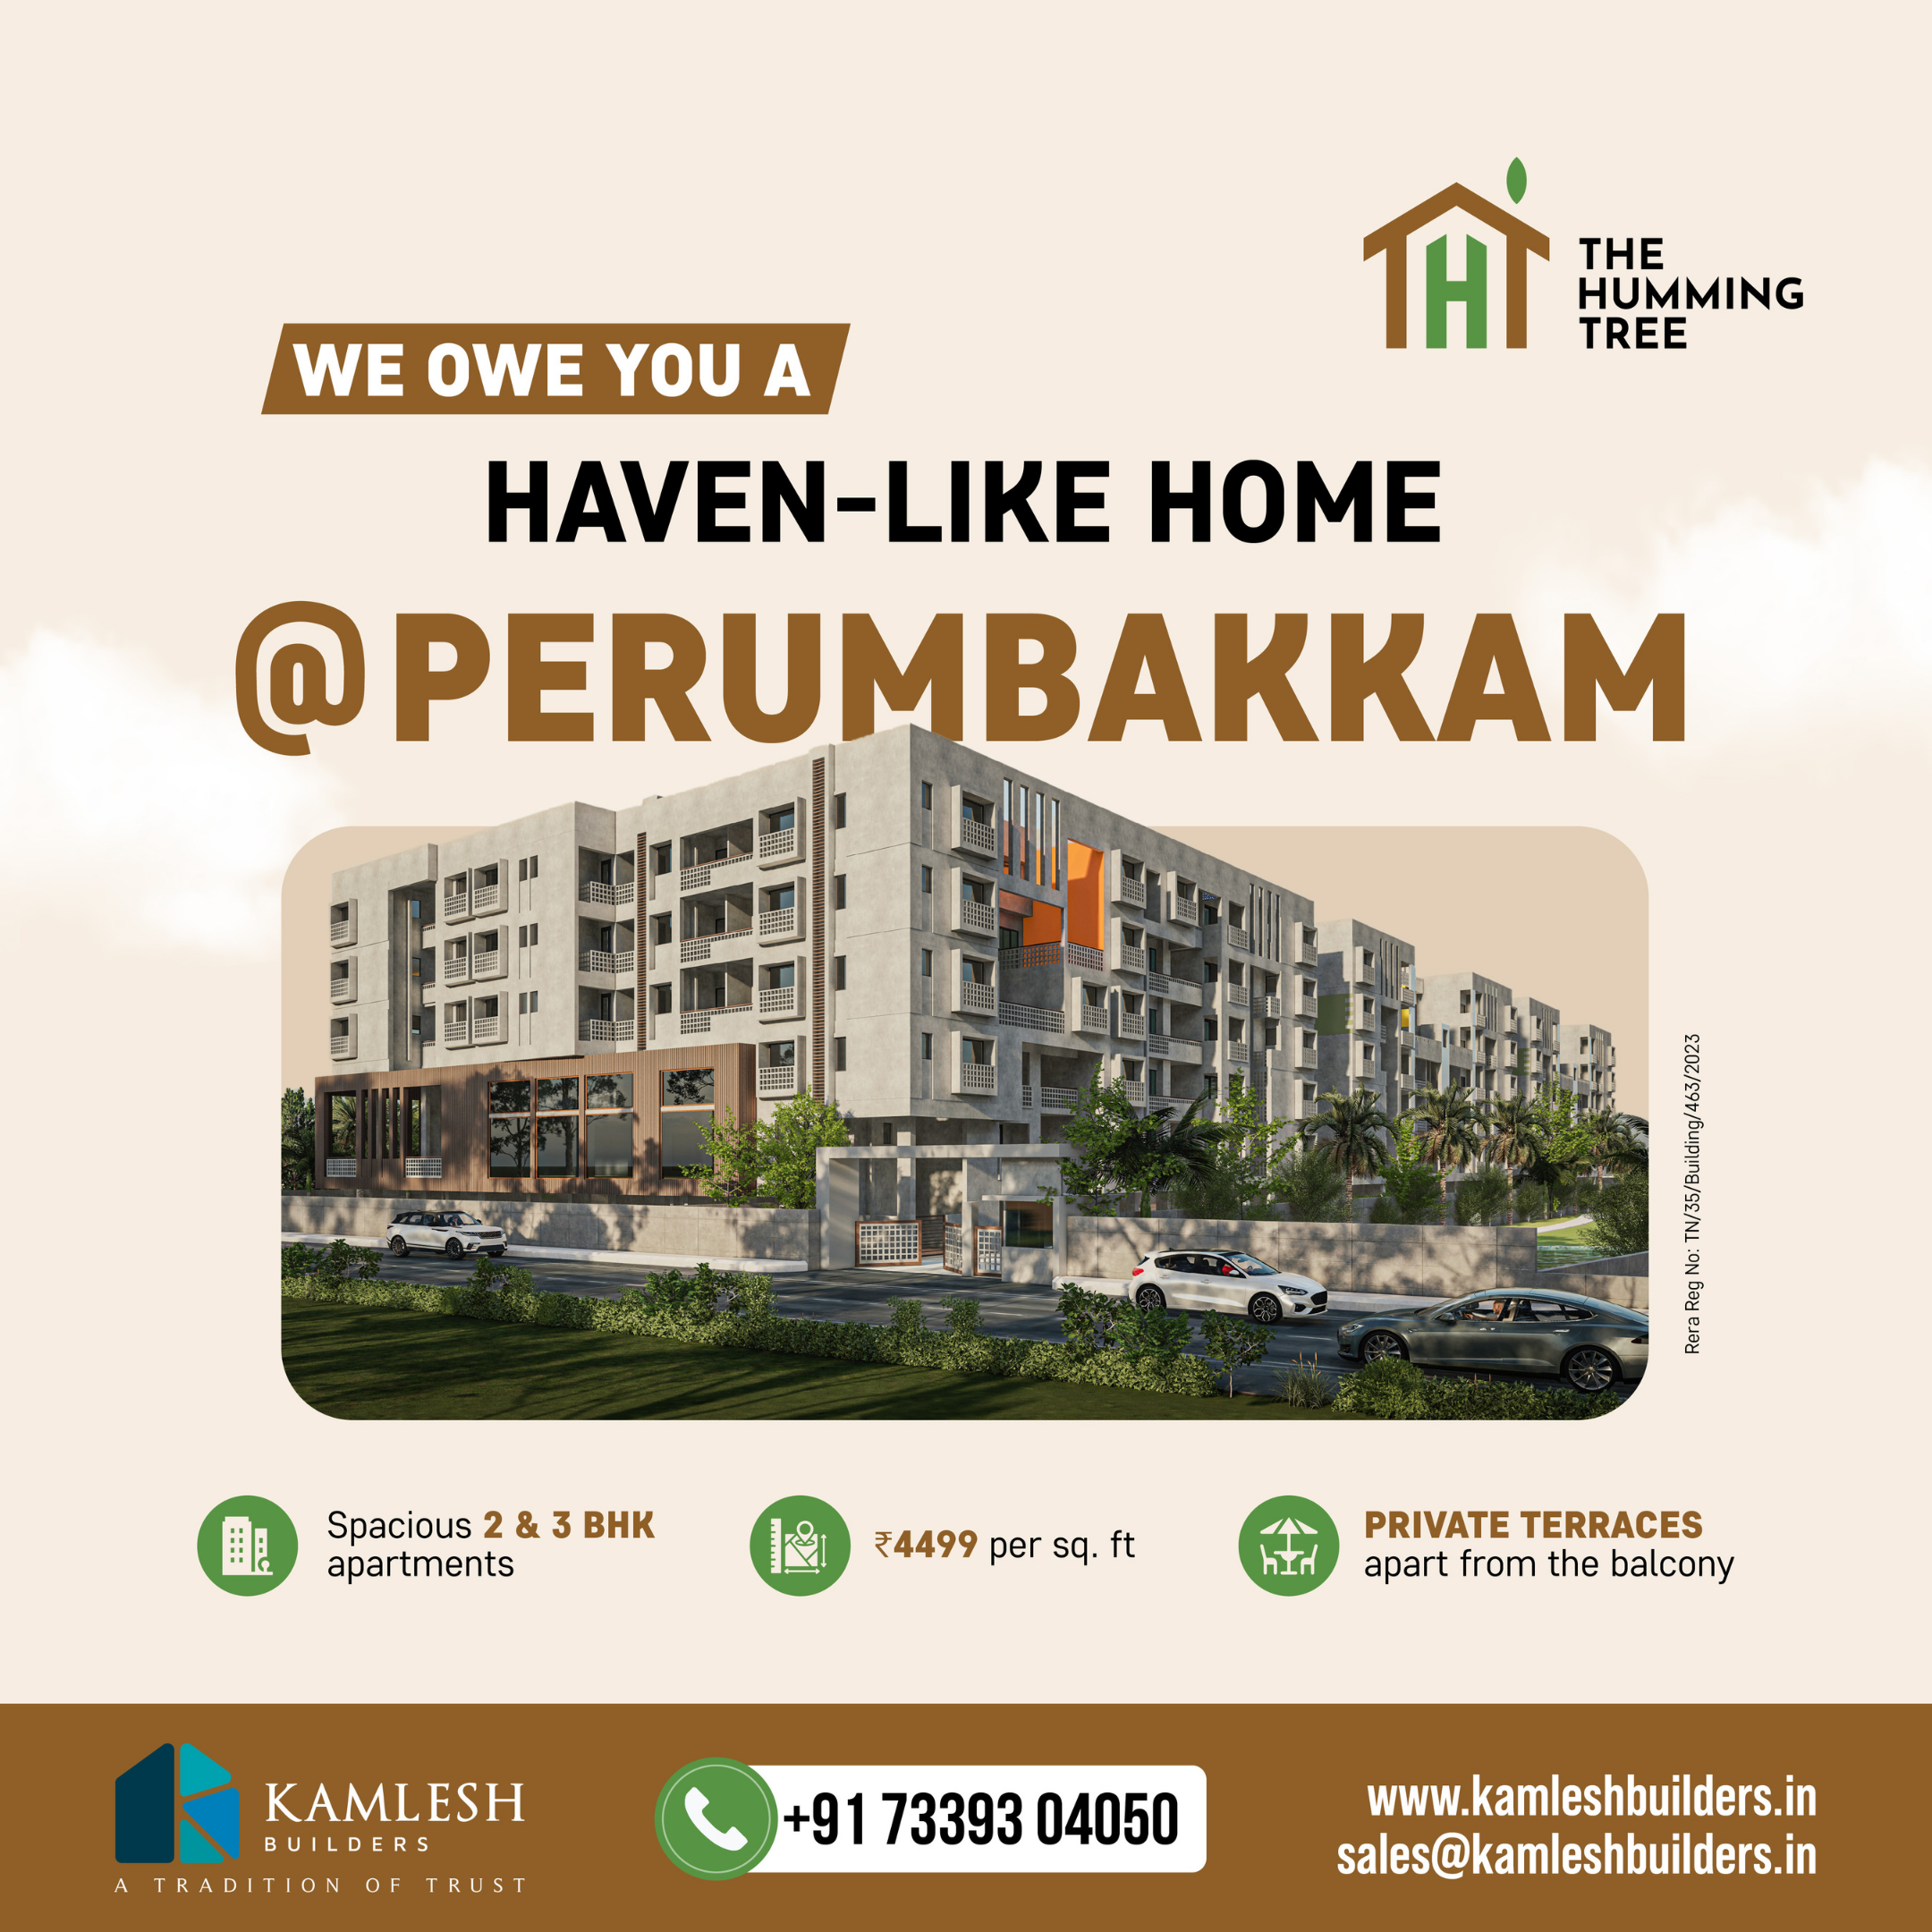 THE
HUMMING
TREE
WE OWE YOU A
HAVEN-LIKE HOME
@PERUMBAKKAM
Rera Reg No: TN/35/Building/463/2023
Spacious 2 & 3 BHK
apartments
₹4499 per sq. ft
PRIVATE TERRACES
apart from the balcony
KAMLESH
BUILDERS
A TRADITION OF TRUST
+91 73393 04050
www.kamleshbuilders.in
sales@kamleshbuilders.in